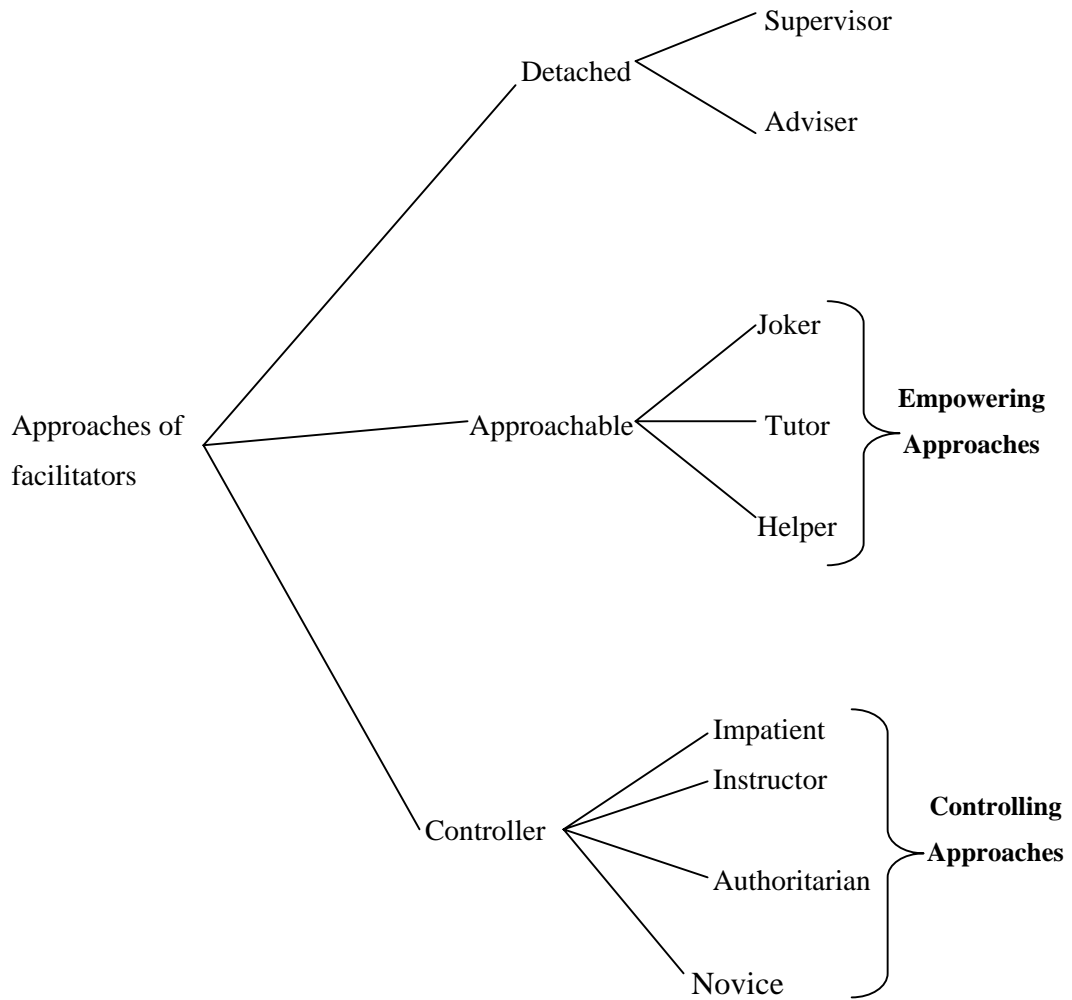 Supervisor
Detached
Adviser
Joker
Empowering
Approaches of
Approachable
Tutor
Approaches
facilitators
Helper
Impatient
Instructor
Controlling
Controller
Approaches
Authoritarian
Novice